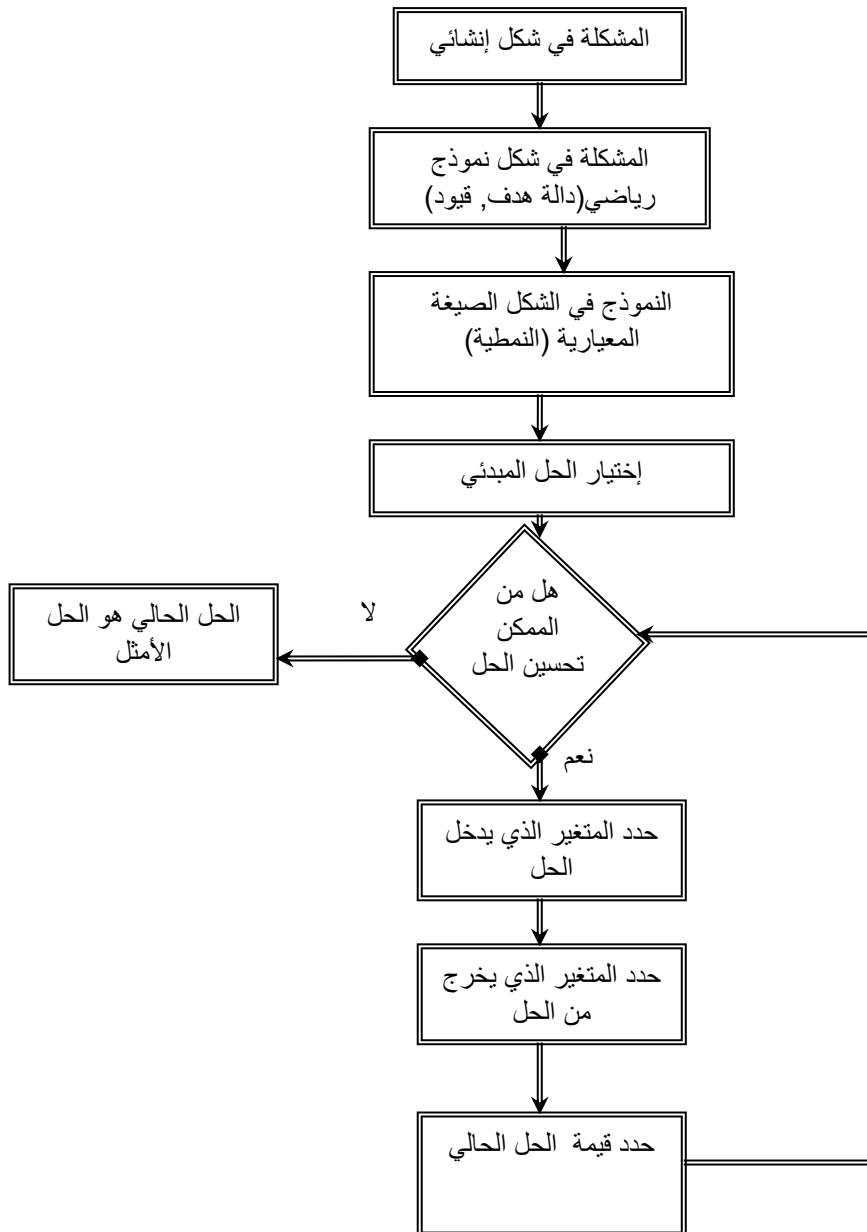 المشكلة في شكل إنشائي
المشكلة في شكل نموذج
رياضي(دالة هدف, قيود)
النموذج في الشكل الصيغة
المعيارية (النمطية)
إختيار الحل المبدئي
هل من
الممكن
تحسين الحل
لا
الحل الحالي هو الحل
الأمثل
نعم
حدد المتغير الذي يدخل
الحل
حدد المتغير الذي يخرج
من الحل
حدد قيمة الحل الحالي